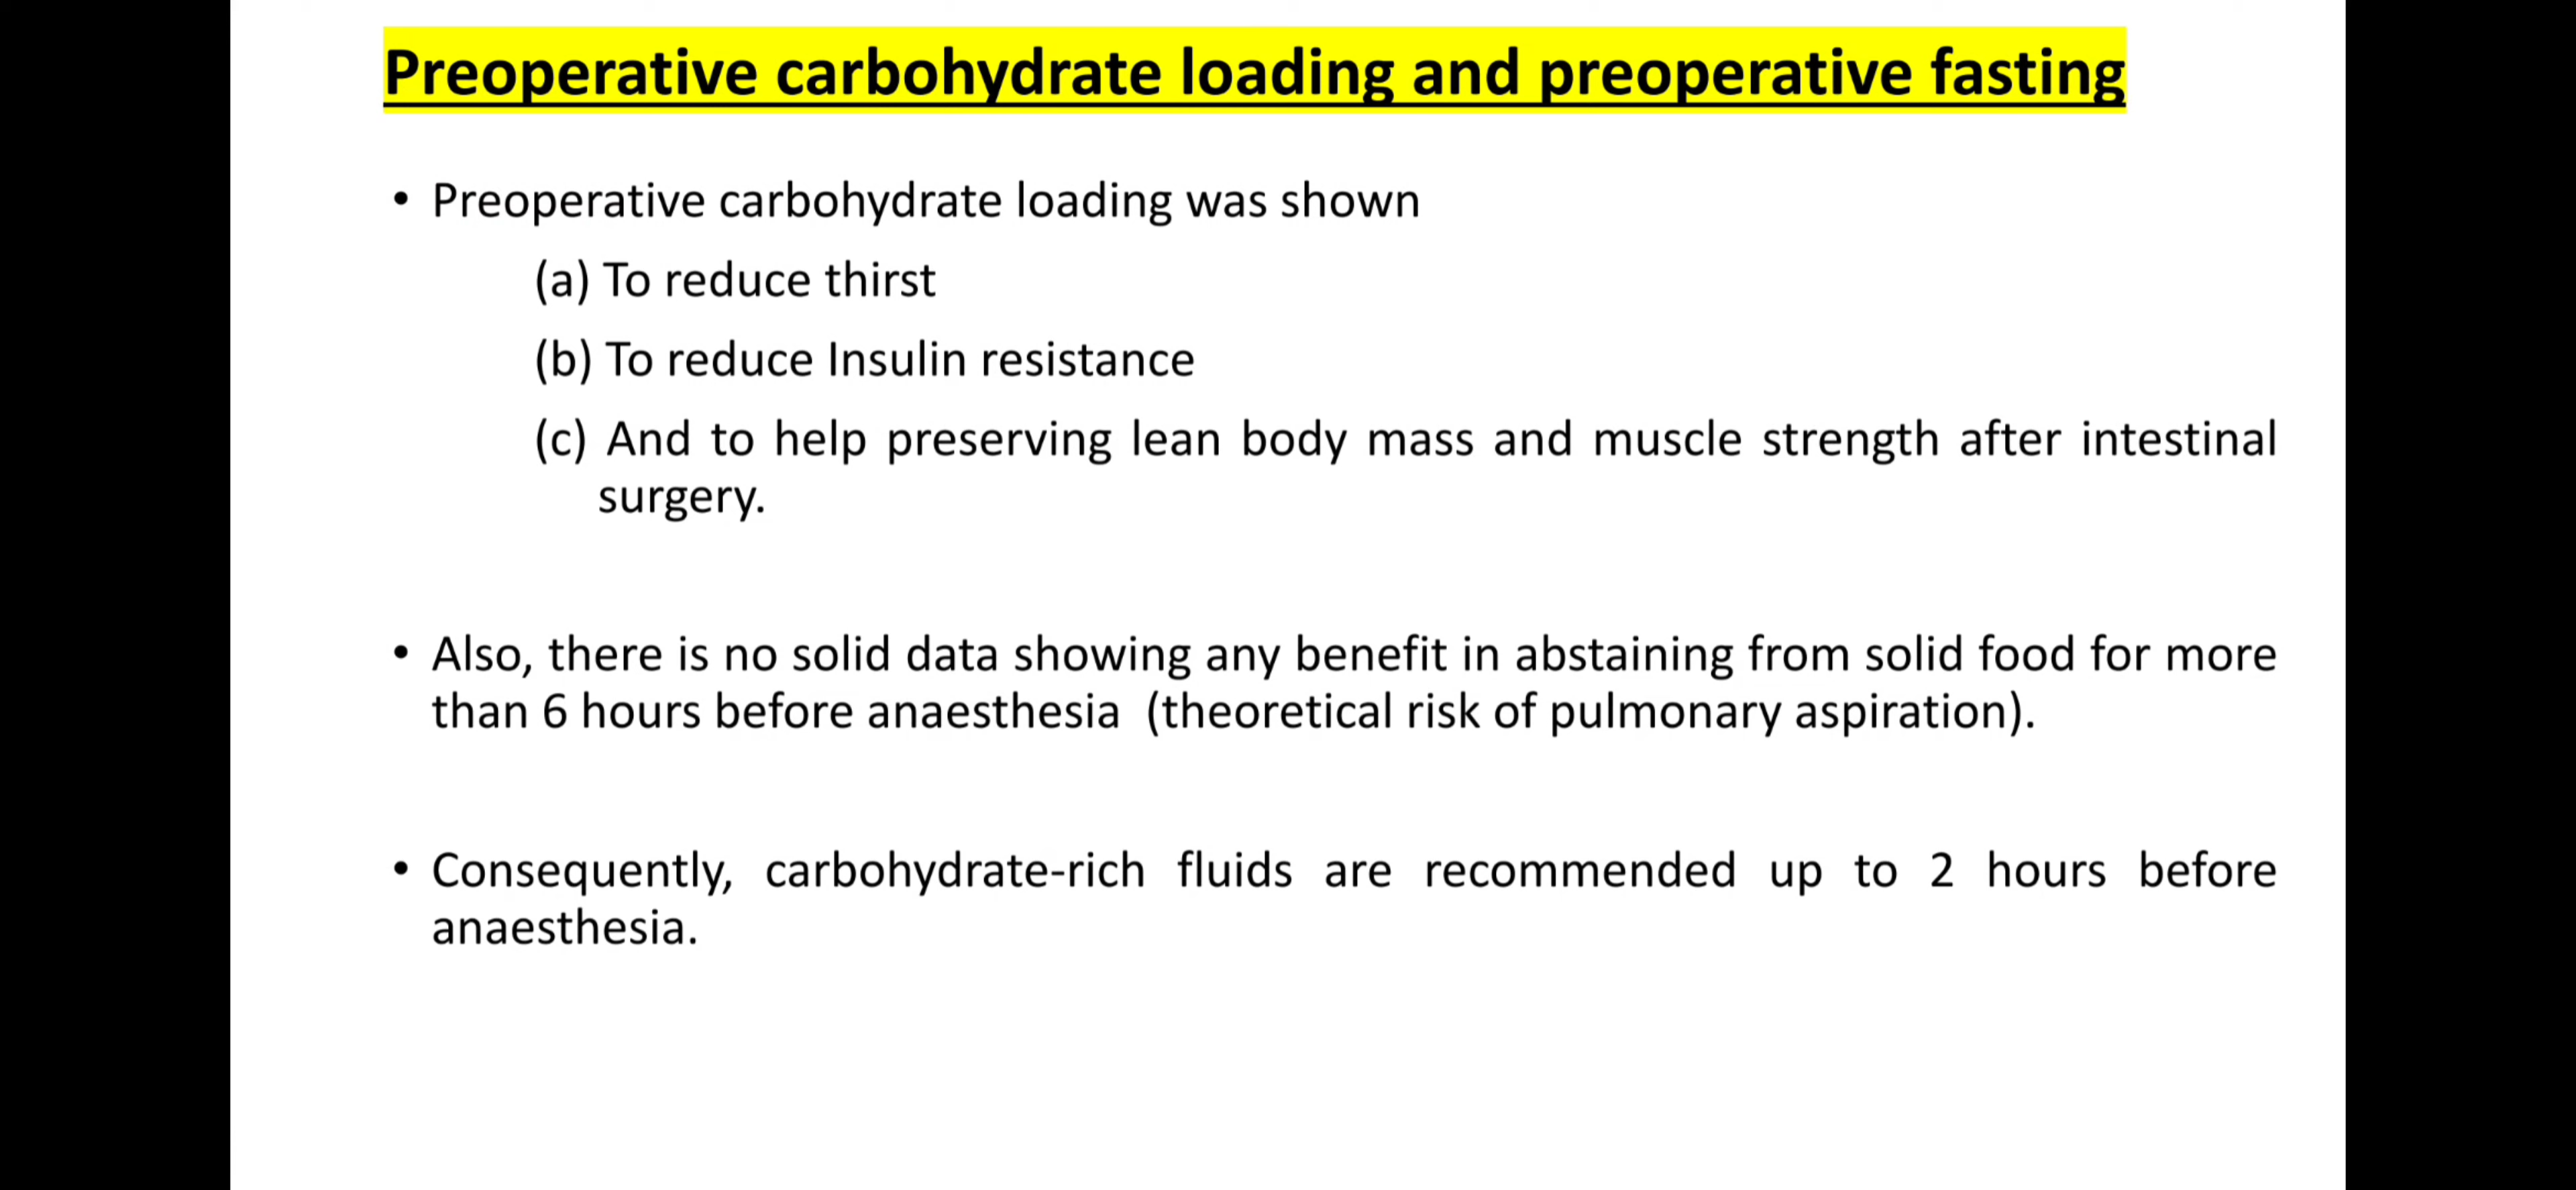 Preoperative carbohydrate loading and preoperative fasting
• Preoperative carbohydrate loading was shown
(a) To reduce thirst
(b) To reduce Insulin resistance
(c) And to help preserving lean body mass and muscle strength after intestinal
surgery.
• Also, there is no solid data showing any benefit in abstaining from solid food for more
than 6 hours before anaesthesia (theoretical risk of pulmonary aspiration).
• Consequently, carbohydrate-rich fluids are recommended up to 2 hours before
anaesthesia.